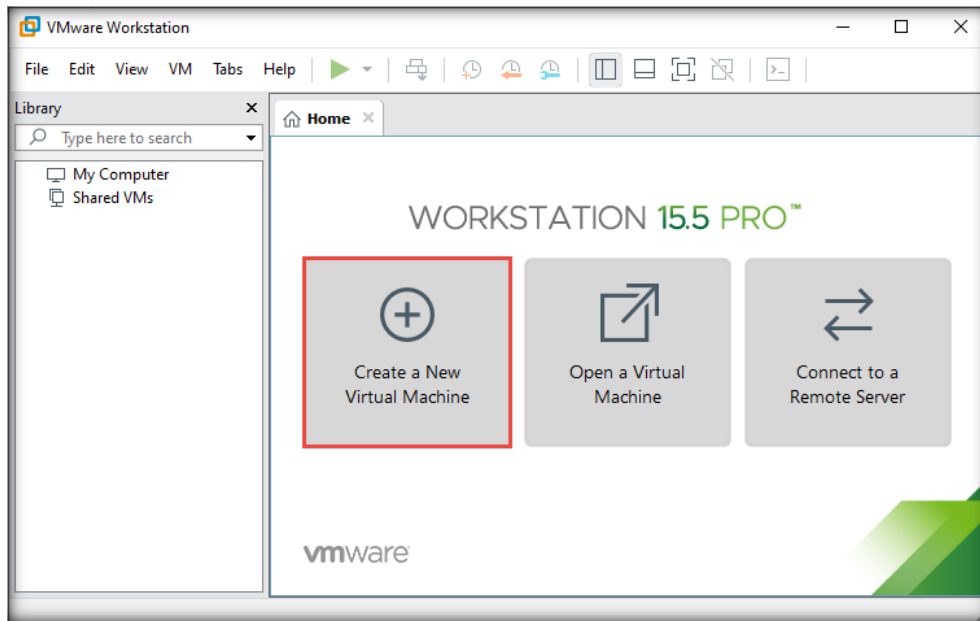 VMware Workstation
File Edit View VM Tabs Help
Library
Type here to search
My Computer
Shared VMs
Home
WORKSTATION 15.5 PRO™
Create a New
Virtual Machine
Open a Virtual
Machine
Connect to a
Remote Server
vmware